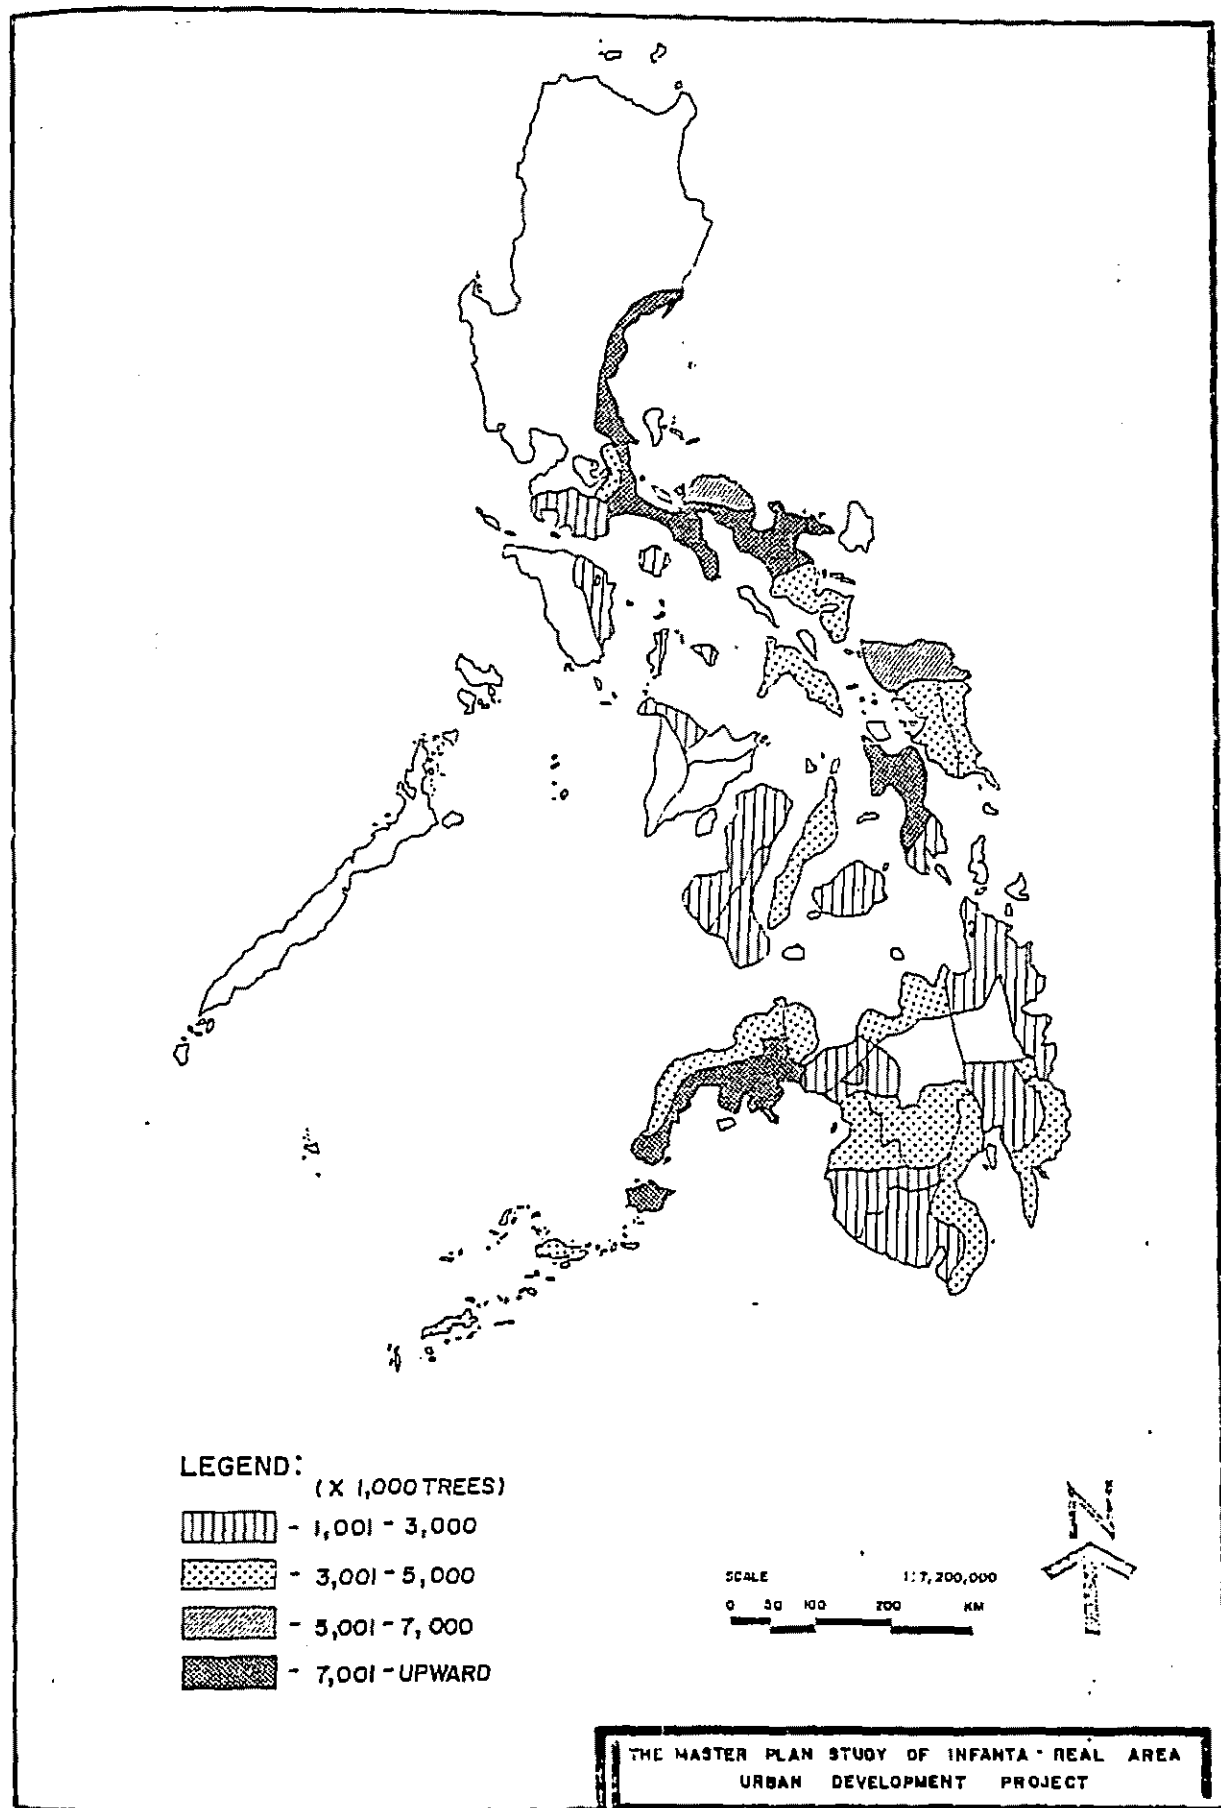 LEGEND:
(X 1,000 TREES)
- 1,001 - 3,000
- 3,001 - 5,000
- 5,001 - 7,000
- 7,001 - UPWARD
SCALE 1:7,200,000
0 50 100 200 KM
N
THE MASTER PLAN STUDY OF INFANTA - REAL AREA
URBAN DEVELOPMENT PROJECT